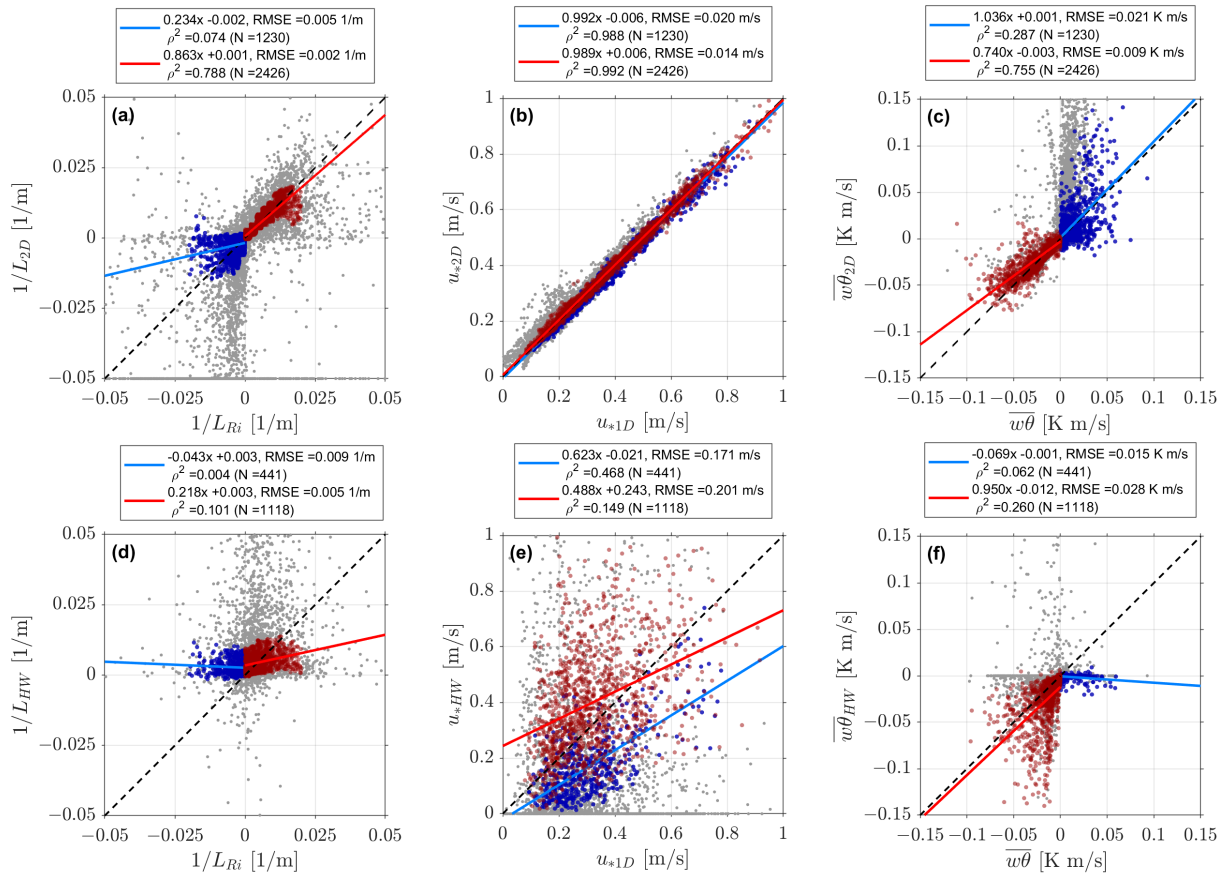 0.234x -0.002, RMSE =0.005 1/m
ρ² =0.074 (N =1230)
0.863x +0.001, RMSE =0.002 1/m
ρ² =0.788 (N =2426)
0.992x -0.006, RMSE =0.020 m/s
ρ² =0.988 (N =1230)
0.989x +0.006, RMSE =0.014 m/s
ρ² =0.992 (N =2426)
1.036x +0.001, RMSE =0.021 K m/s
ρ² =0.287 (N =1230)
0.740x -0.003, RMSE =0.009 K m/s
ρ² =0.755 (N =2426)
(a)
0.05
0.025
0
−0.025
−0.05
1/L_{2D} [1/m]
−0.05 −0.025 0 0.025 0.05
1/L_{Ri} [1/m]
(b)
1
0.8
0.6
0.4
0.2
0
u_{*2D} [m/s]
0 0.2 0.4 0.6 0.8 1
u_{*1D} [m/s]
(c)
0.15
0.1
0.05
0
−0.05
−0.1
−0.15
w̅θ̅_{2D} [K m/s]
−0.15 −0.1 −0.05 0 0.05 0.1 0.15
w̅θ̅ [K m/s]
-0.043x +0.003, RMSE =0.009 1/m
ρ² =0.004 (N =441)
0.218x +0.003, RMSE =0.005 1/m
ρ² =0.101 (N =1118)
0.623x -0.021, RMSE =0.171 m/s
ρ² =0.468 (N =441)
0.488x +0.243, RMSE =0.201 m/s
ρ² =0.149 (N =1118)
-0.069x -0.001, RMSE =0.015 K m/s
ρ² =0.062 (N =441)
0.950x -0.012, RMSE =0.028 K m/s
ρ² =0.260 (N =1118)
(d)
0.05
0.025
0
−0.025
−0.05
1/L_{HW} [1/m]
−0.05 −0.025 0 0.025 0.05
1/L_{Ri} [1/m]
(e)
1
0.8
0.6
0.4
0.2
0
u_{*HW} [m/s]
0 0.2 0.4 0.6 0.8 1
u_{*1D} [m/s]
(f)
0.15
0.1
0.05
0
−0.05
−0.1
−0.15
w̅θ̅_{HW} [K m/s]
−0.15 −0.1 −0.05 0 0.05 0.1 0.15
w̅θ̅ [K m/s]